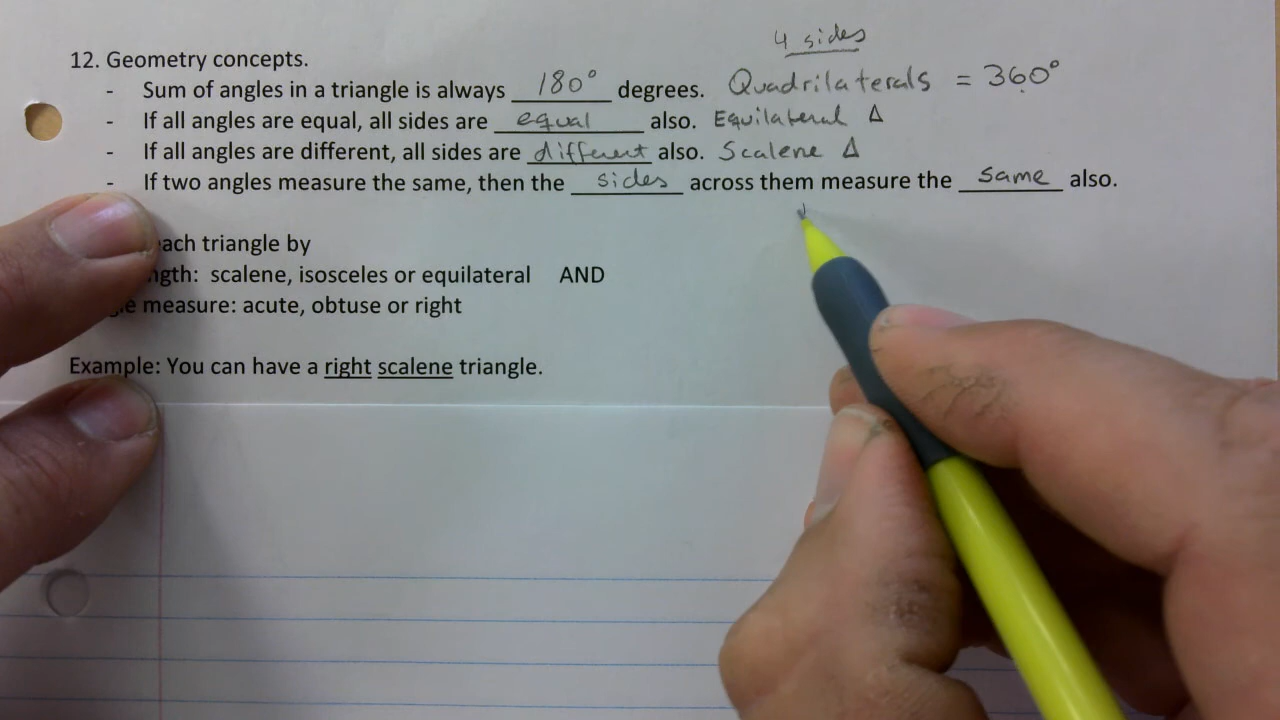 4 sides
12. Geometry concepts.
- Sum of angles in a triangle is always 180° degrees. Quadrilaterals = 360°
- If all angles are equal, all sides are equal also. Equilateral Δ
- If all angles are different, all sides are different also. Scalene Δ
- If two angles measure the same, then the sides across them measure the same also.
each triangle by
scalene, isosceles or equilateral AND
measure: acute, obtuse or right
Example: You can have a right scalene triangle.